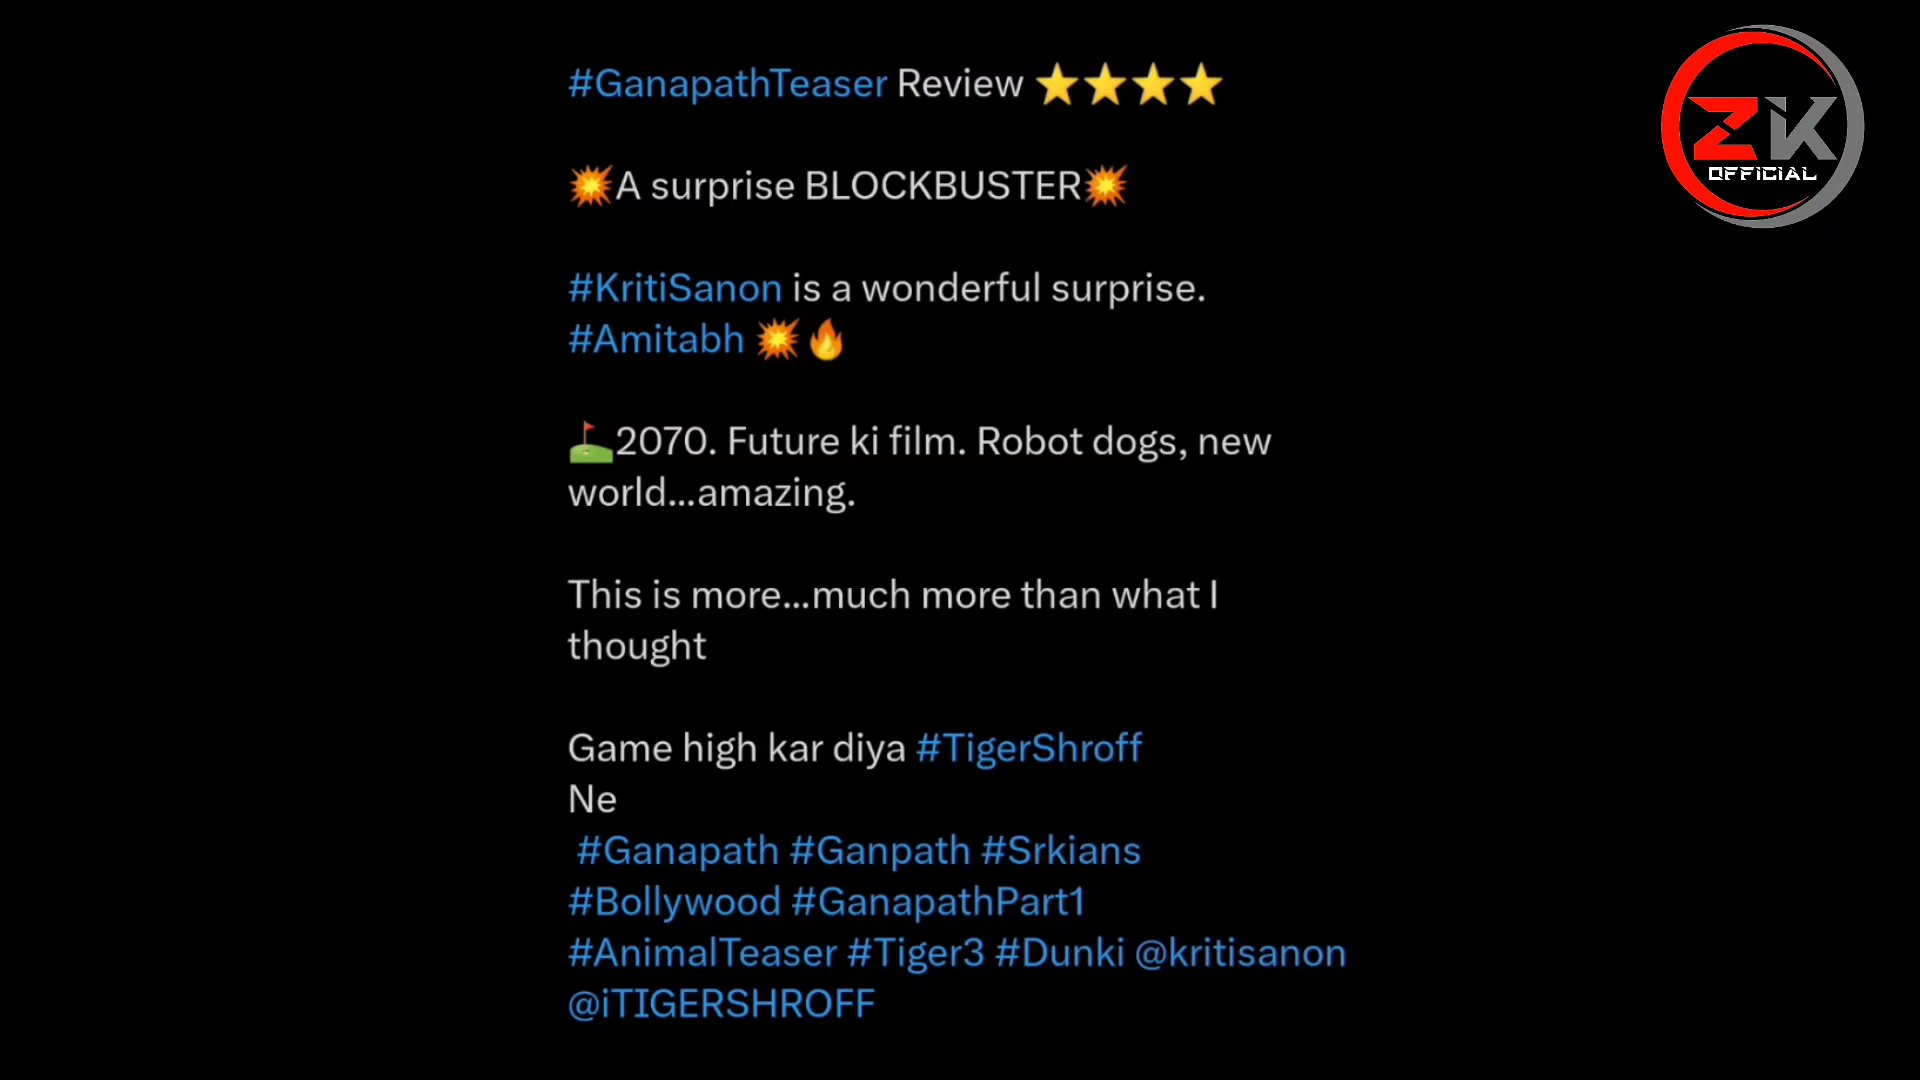 #GanapathTeaser Review ⭐⭐⭐⭐
💥A surprise BLOCKBUSTER💥
#KritiSanon is a wonderful surprise.
#Amitabh 💥🔥
⛳2070. Future ki film. Robot dogs, new
world...amazing.
This is more...much more than what I
thought
Game high kar diya #TigerShroff
Ne
#Ganapath #Ganpath #Srkians
#Bollywood #GanapathPart1
#AnimalTeaser #Tiger3 #Dunki @kritisanon
@iTIGERSHROFF
ZK
OFFICIAL